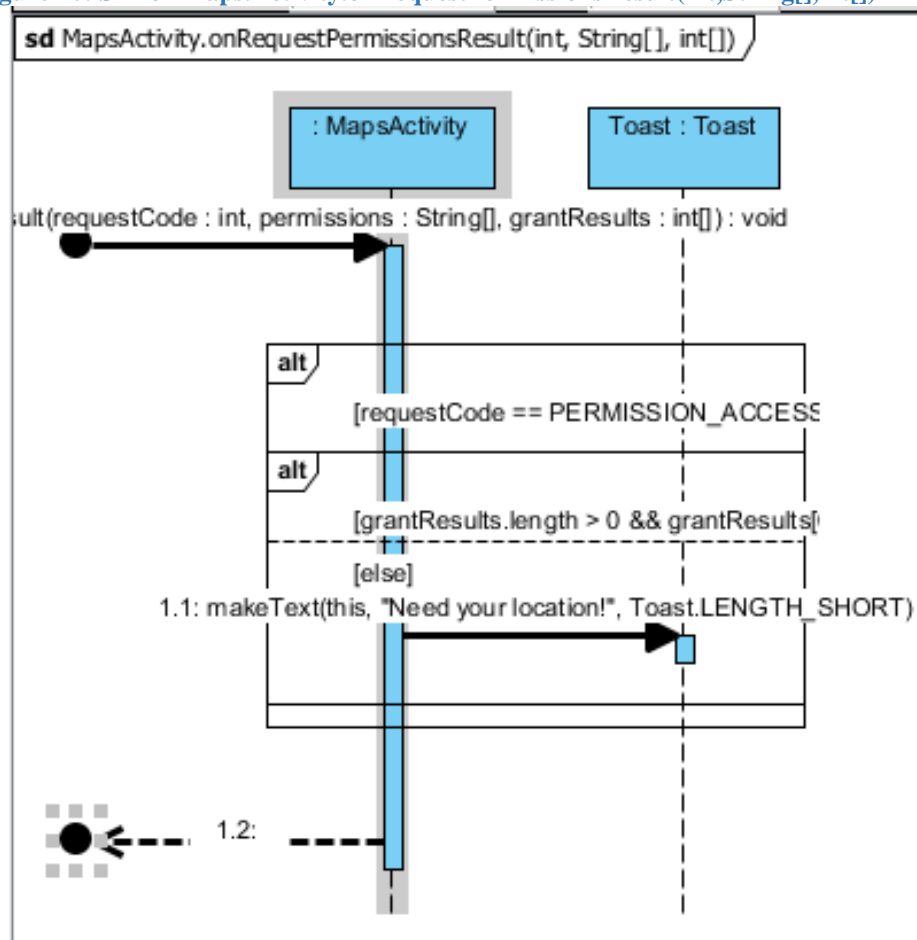 sd MapsActivity.onRequestPermissionsResult(int, String[], int[])
: MapsActivity
Toast : Toast
sult(requestCode : int, permissions : String[], grantResults : int[]) : void
alt
[requestCode == PERMISSION_ACCESS
alt
[grantResults.length > 0 && grantResults[
[else]
1.1: makeText(this, "Need your location!", Toast.LENGTH_SHORT)
1.2: